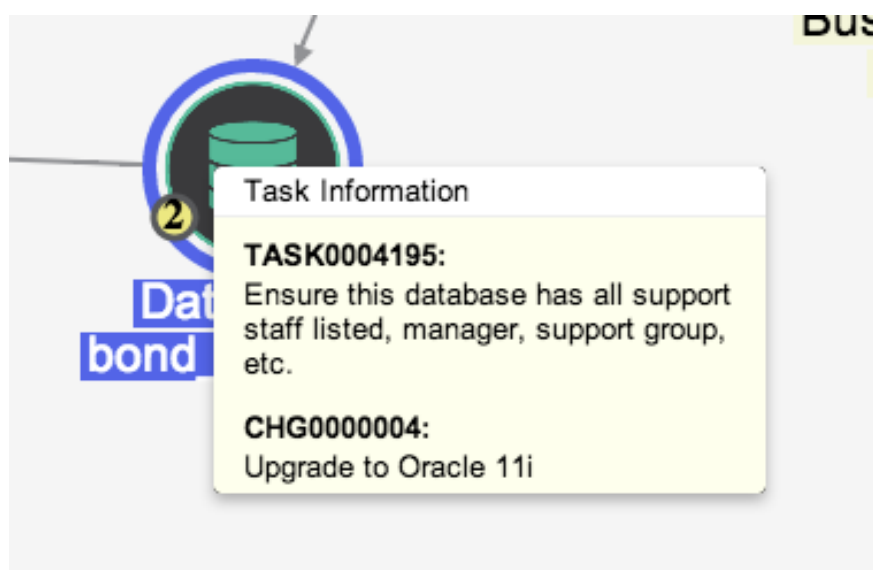 Bus
2
Task Information
TASK0004195:
Ensure this database has all support
staff listed, manager, support group,
etc.
CHG0000004:
Upgrade to Oracle 11i
Dat
bond_